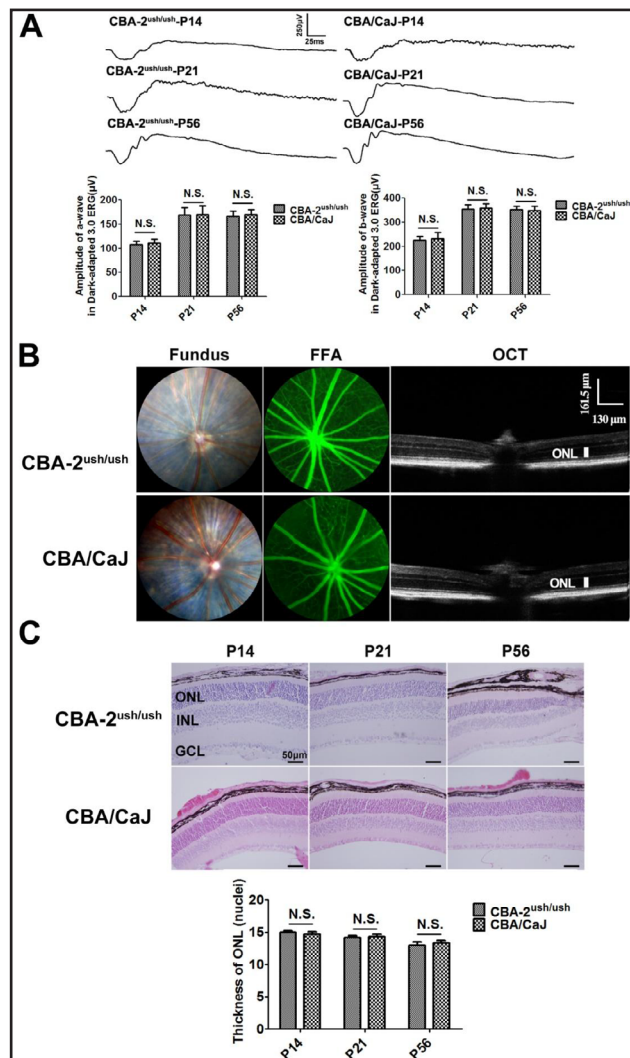 A
250μV
25ms
CBA-2ush/ush-P14
CBA/CaJ-P14
CBA-2ush/ush-P21
CBA/CaJ-P21
CBA-2ush/ush-P56
CBA/CaJ-P56
Amplitude of a-wave
in Dark-adapted 3.0 ERG(μV)
200
150
100
50
0
N.S.
N.S.
N.S.
P14
P21
P56
CBA-2ush/ush
CBA/CaJ
Amplitude of b-wave
in Dark-adapted 3.0 ERG(μV)
400
300
200
0
N.S.
N.S.
N.S.
P14
P21
P56
CBA-2ush/ush
CBA/CaJ
B
Fundus
FFA
OCT
CBA-2ush/ush
161.5 μm
130 μm
ONL
CBA/CaJ
ONL
C
P14
P21
P56
CBA-2ush/ush
ONL
INL
GCL
50μm
CBA/CaJ
Thickness of ONL (nuclei)
20
15
10
5
0
N.S.
N.S.
N.S.
P14
P21
P56
CBA-2ush/ush
CBA/CaJ